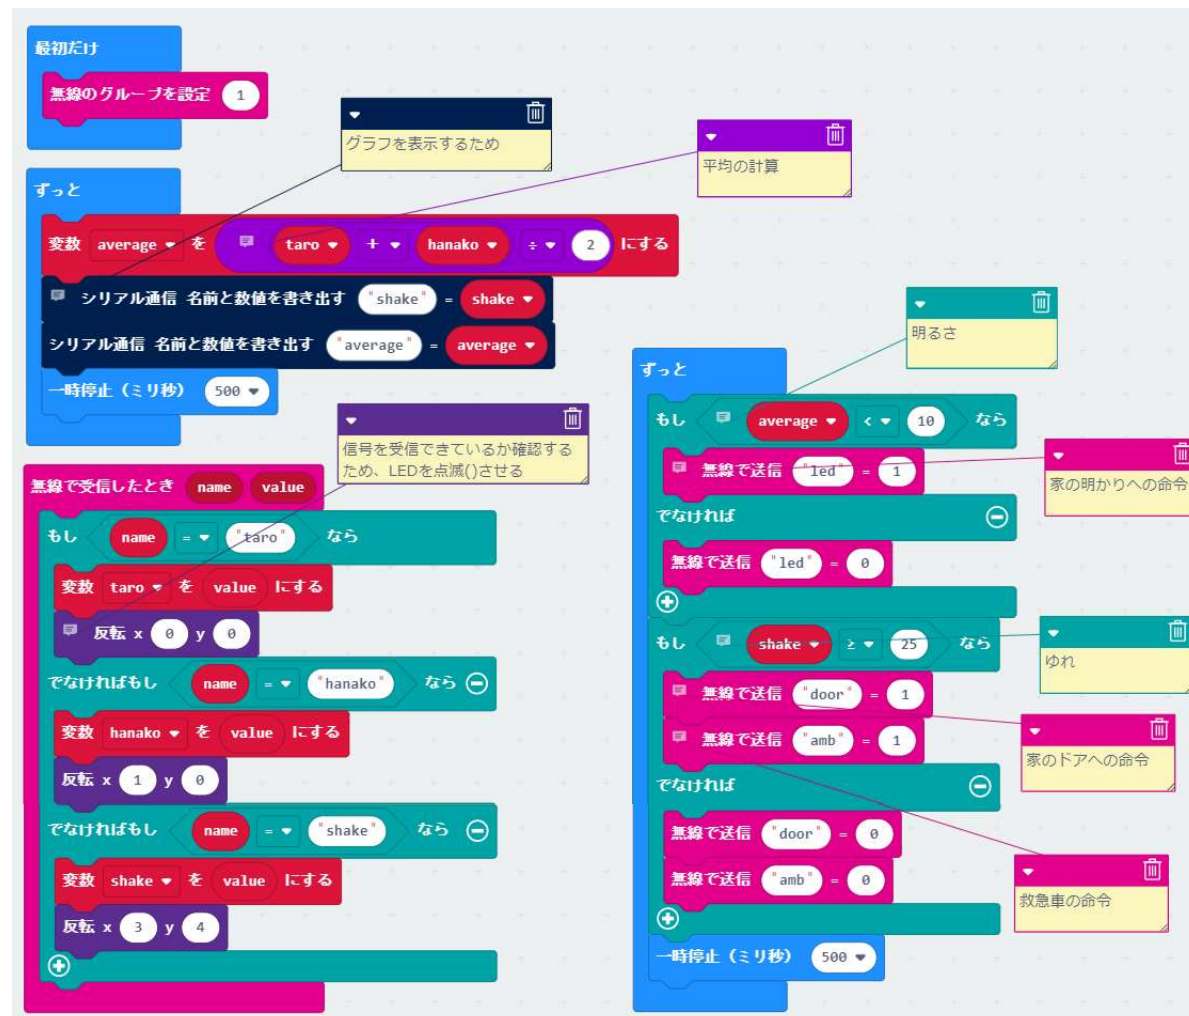 最初だけ
無線のグループを設定 1
グラフを表示するため
平均の計算
ずっと
変数 average を taro + hanako ÷ 2 にする
シリアル通信 名前と数値を書き出す "shake" = shake
シリアル通信 名前と数値を書き出す "average" = average
一時停止（ミリ秒） 500
信号を受信できているか確認する
ため、LEDを点滅()させる
無線で受信したとき name value
もし name = "taro" なら
変数 taro を value にする
反転 x 0 y 0
でなければもし name = "hanako" なら
変数 hanako を value にする
反転 x 1 y 0
でなければもし name = "shake" なら
変数 shake を value にする
反転 x 3 y 4
明るさ
ずっと
もし average < 10 なら
無線で送信 "led" = 1
家の明かりへの命令
でなければ
無線で送信 "led" = 0
もし shake ≥ 25 なら
ゆれ
無線で送信 "door" = 1
無線で送信 "amb" = 1
家のドアへの命令
でなければ
無線で送信 "door" = 0
無線で送信 "amb" = 0
救急車の命令
一時停止（ミリ秒） 500